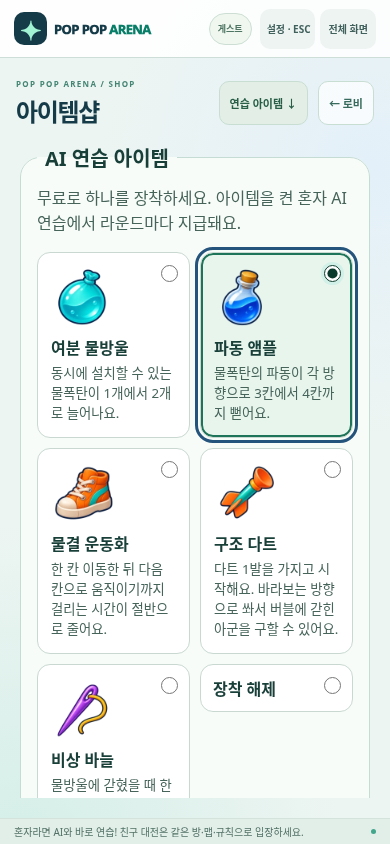 POP POP ARENA
게스트
설정 · ESC
전체 화면
POP POP ARENA / SHOP
아이템샵
연습 아이템 ↓
← 로비
AI 연습 아이템
무료로 하나를 장착하세요. 아이템을 켠 혼자 AI
연습에서 라운드마다 지급돼요.
여분 물방울
동시에 설치할 수 있는
물폭탄이 1개에서 2개
로 늘어나요.
파동 앰플
물폭탄의 파동이 각 방
향으로 3칸에서 4칸까
지 뻗어요.
물결 운동화
한 칸 이동한 뒤 다음
칸으로 움직이기까지
걸리는 시간이 절반으
로 줄어요.
구조 다트
다트 1발을 가지고 시
작해요. 바라보는 방향
으로 쏴서 버블에 갇힌
아군을 구할 수 있어요.
비상 바늘
물방울에 갇혔을 때 한
장착 해제
혼자라면 AI와 바로 연습! 친구 대전은 같은 방·맵·규칙으로 입장하세요.